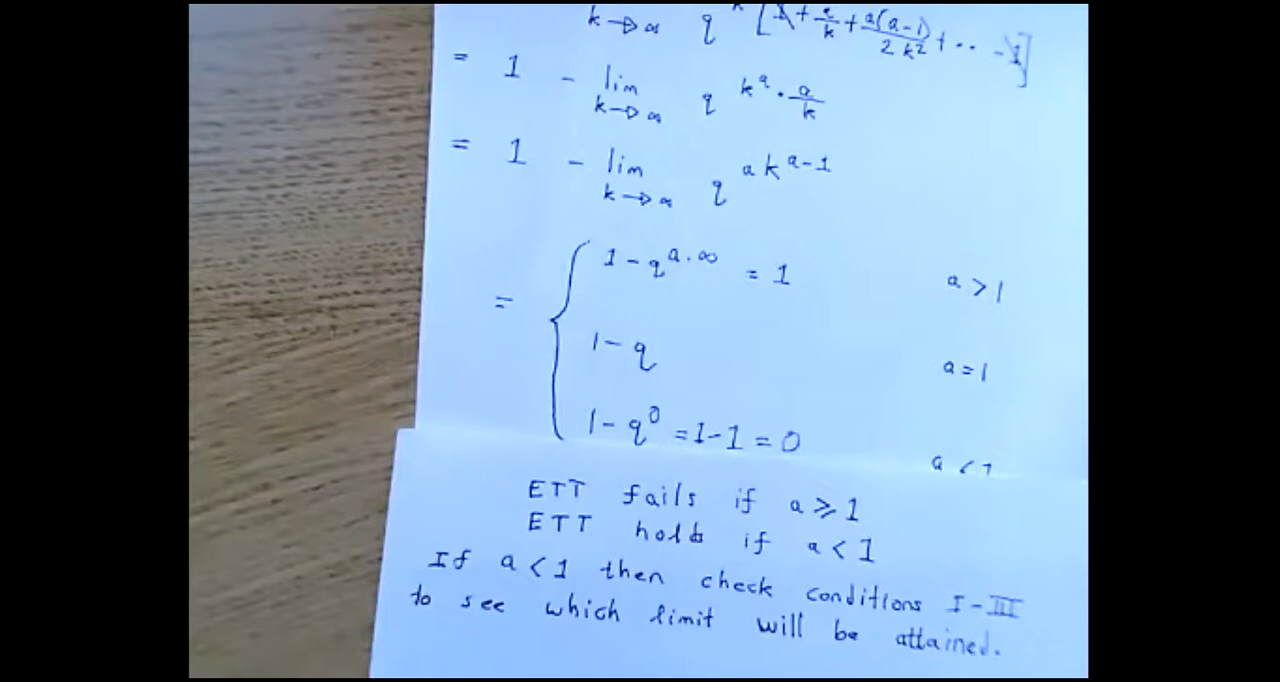 k→∞ q^k [1 + a/k + a(a-1)/2k² + ·· - 1]
= 1 - lim k→∞ q^{k^a · a/k}
= 1 - lim k→∞ q^{a k^{a-1}}
= { 1 - q^{a·∞} = 1 a > 1
1 - q a = 1
1 - q^0 = 1 - 1 = 0 a < 1
ETT fails if a ⩾ 1
ETT holds if a < 1
If a < 1 then check conditions I-III
to see which limit will be attained.